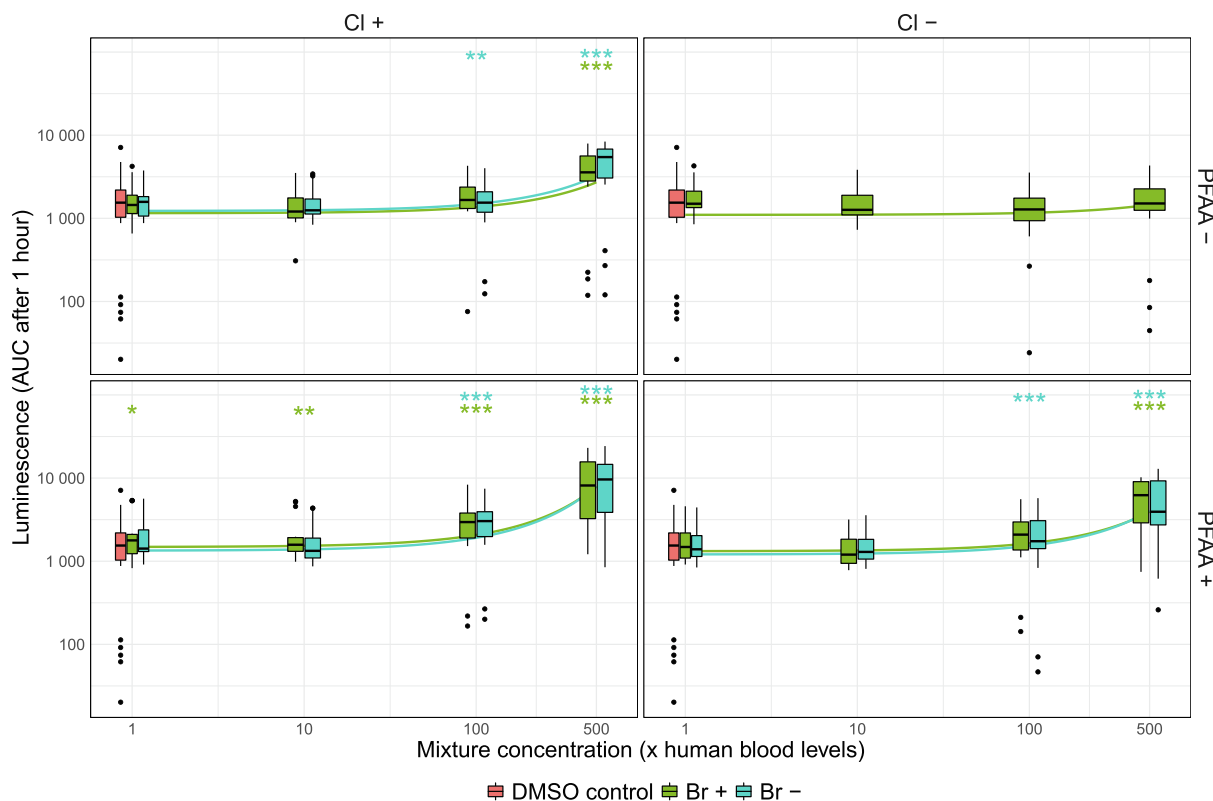 Cl + Cl −
** ***
***
10 000
1 000
100
PFAA −
Luminescence (AUC after 1 hour)
*** ***
*** *** ***
* ** *** *** ***
10 000
1 000
100
PFAA +
1 10 100 500 1 10 100 500
Mixture concentration (x human blood levels)
DMSO control Br + Br −